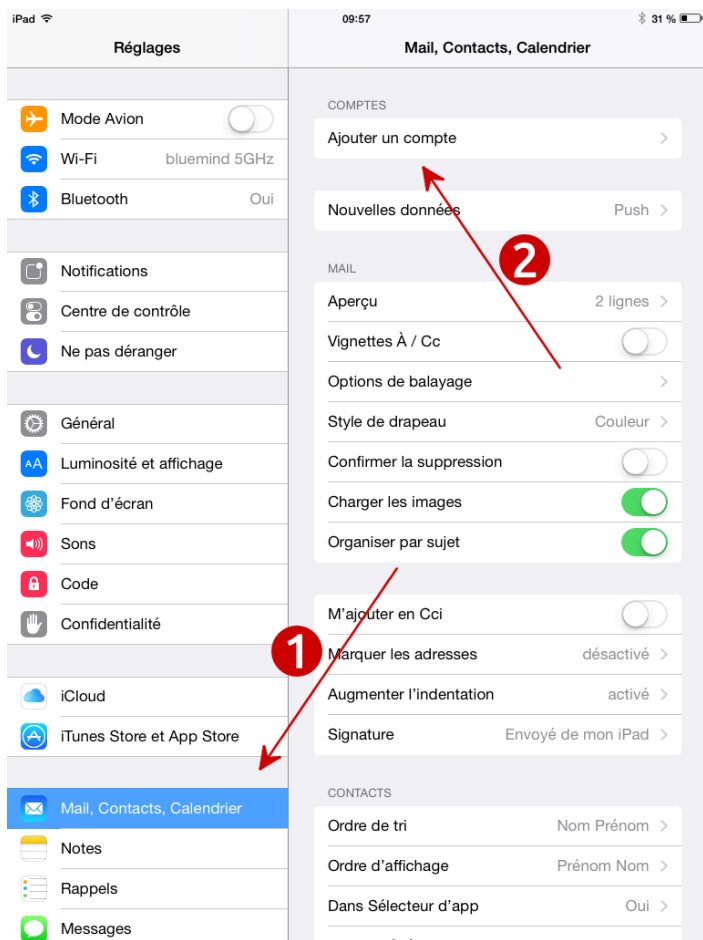 iPad
09:57
31 %
Réglages
Mail, Contacts, Calendrier
Mode Avion
Wi-Fi bluemind 5GHz
Bluetooth Oui
Notifications
Centre de contrôle
Ne pas déranger
Général
AA Luminosité et affichage
Fond d'écran
Sons
Code
Confidentialité
iCloud
iTunes Store et App Store
Mail, Contacts, Calendrier
Notes
Rappels
Messages
COMPTES
Ajouter un compte
Nouvelles données Push
2
MAIL
Aperçu 2 lignes
Vignettes À / Cc
Options de balayage
Style de drapeau Couleur
Confirmer la suppression
Charger les images
Organiser par sujet
M'ajouter en Cci
1
Marquer les adresses désactivé
Augmenter l'indentation activé
Signature Envoyé de mon iPad
CONTACTS
Ordre de tri Nom Prénom
Ordre d'affichage Prénom Nom
Dans Sélecteur d'app Oui